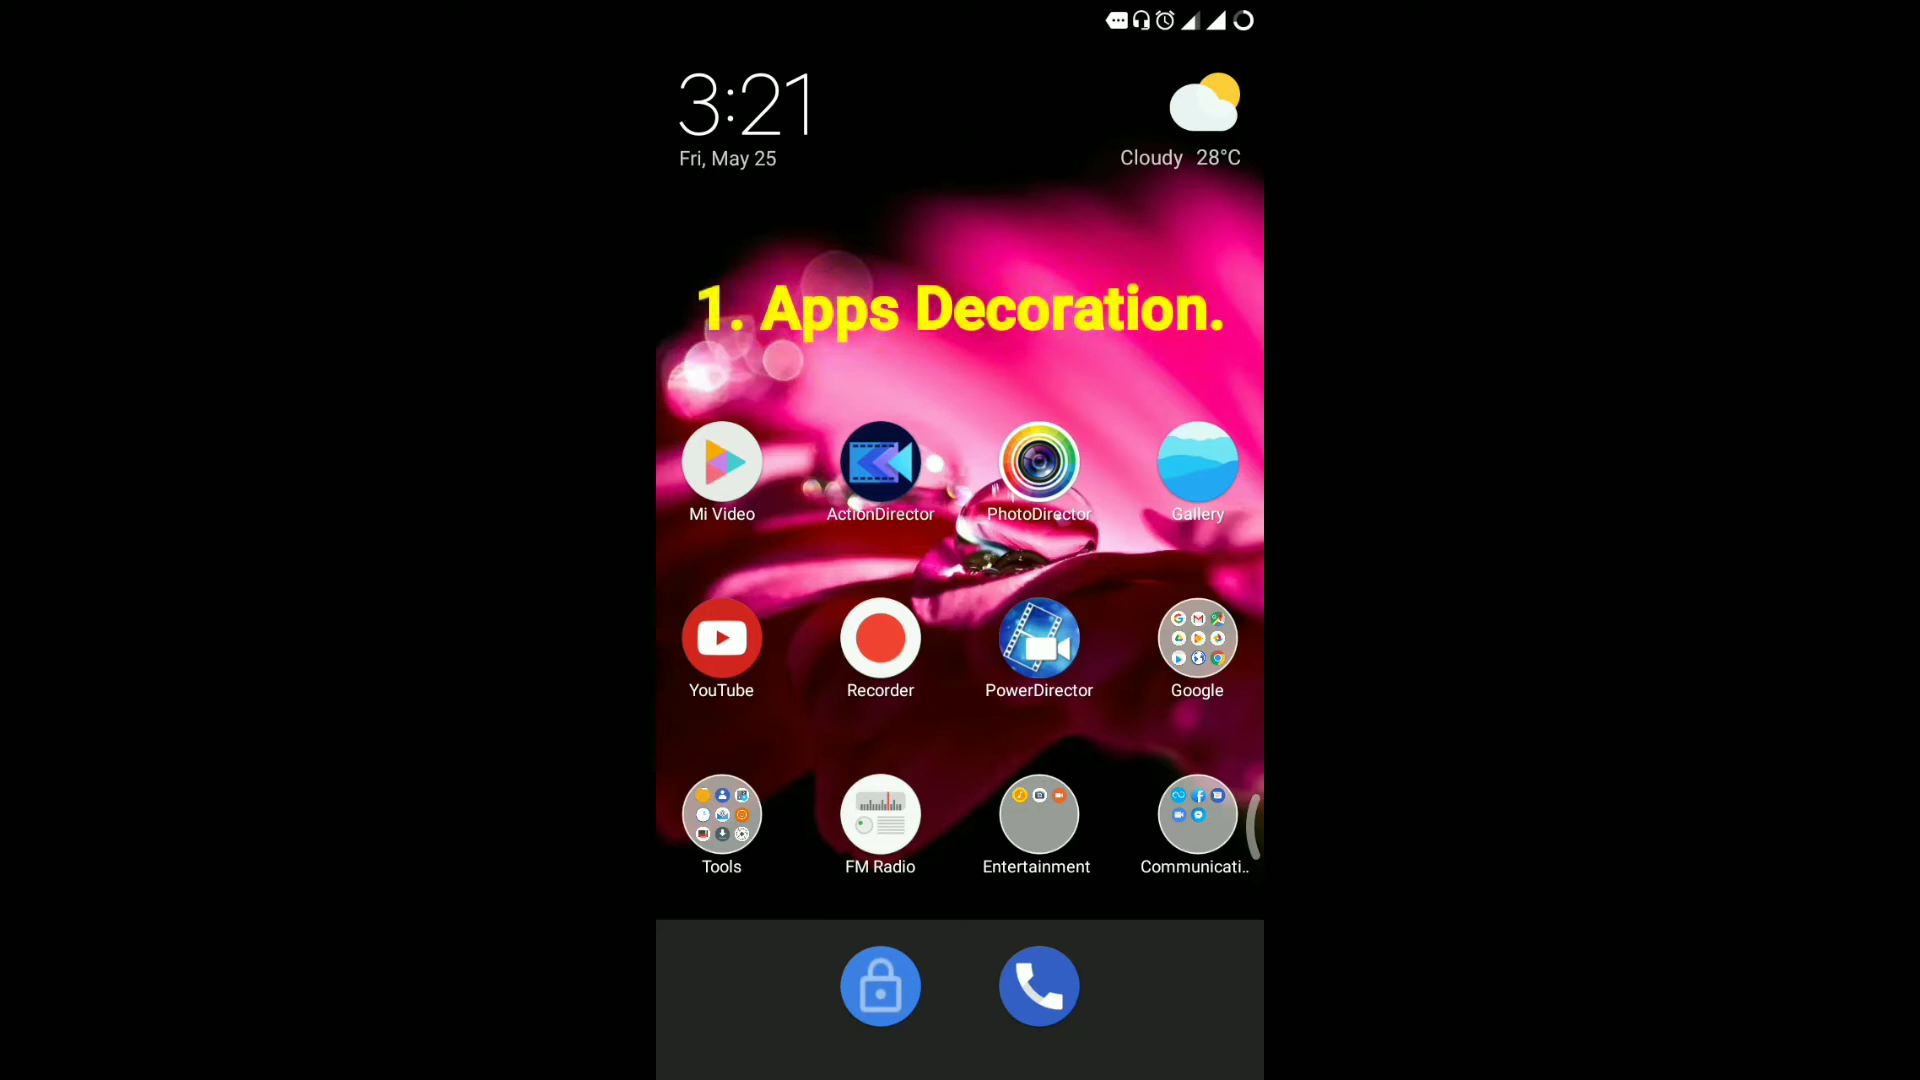 3:21
Fri, May 25
Cloudy 28°C
1. Apps Decoration.
Mi Video
ActionDirector
PhotoDirector
Gallery
YouTube
Recorder
PowerDirector
Google
Tools
FM Radio
Entertainment
Communicati..